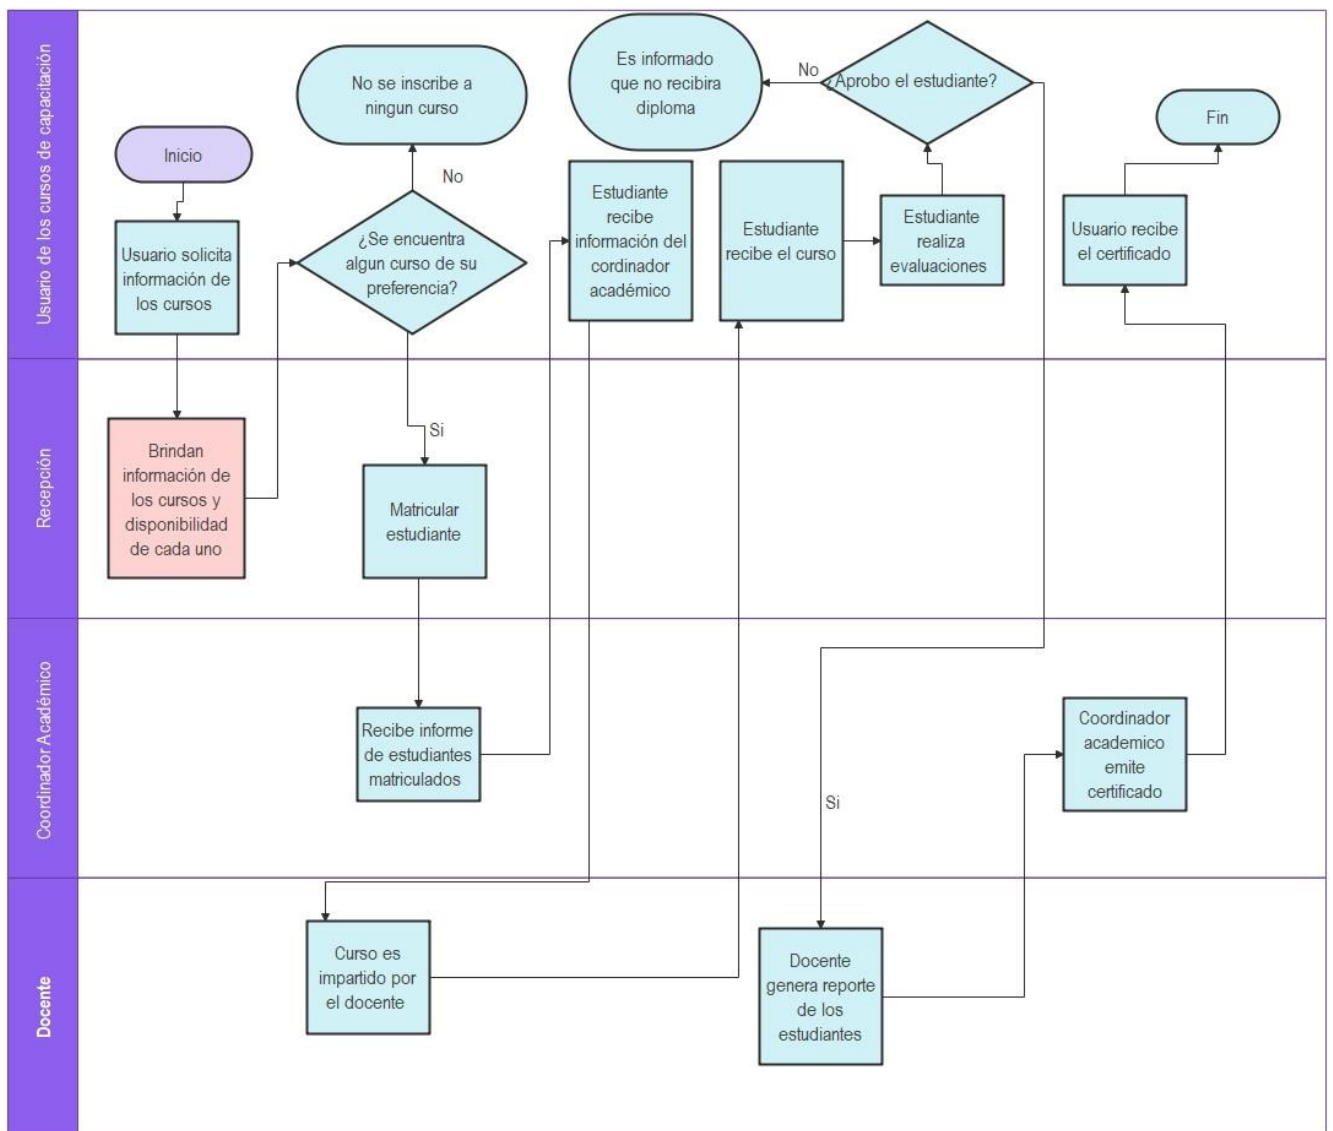 Usuario de los cursos de capacitación
Inicio
Usuario solicita
información de
los cursos
No se inscribe a
ningun curso
No
¿Se encuentra
algun curso de su
preferencia?
Es informado
que no recibira
diploma
No
¿Aprobo el estudiante?
Estudiante
recibe
información del
cordinador
académico
Estudiante
recibe el curso
Estudiante
realiza
evaluaciones
Fin
Usuario recibe
el certificado
Recepción
Brindan
información de
los cursos y
disponibilidad
de cada uno
Si
Matricular
estudiante
Coordinador Académico
Recibe informe
de estudiantes
matriculados
Si
Coordinador
academico
emite
certificado
Docente
Curso es
impartido por
el docente
Docente
genera reporte
de los
estudiantes